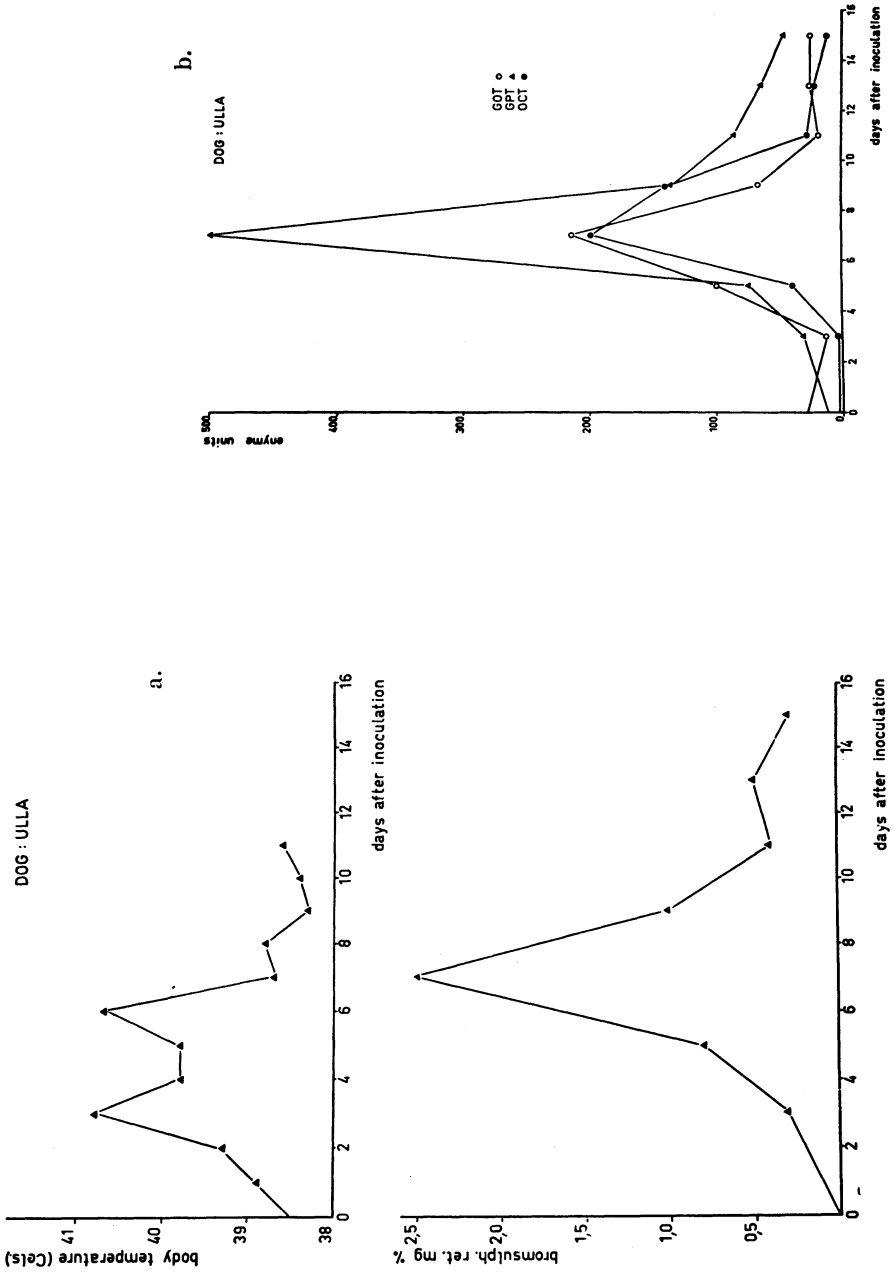 DOG : ULLA
a.
body temperature (Cels.)
41
40
39
38
0 2 4 6 8 10 12 14 16
days after inoculation
bromsulph. ret. mg %
2,5
2,0
1,5
1,0
0,5
0 2 4 6 8 10 12 14 16
days after inoculation
b.
DOG : ULLA
enyme units
500
400
300
200
100
0
GOT
GPT
OCT
0 2 4 6 8 10 12 14 16
days after inoculation